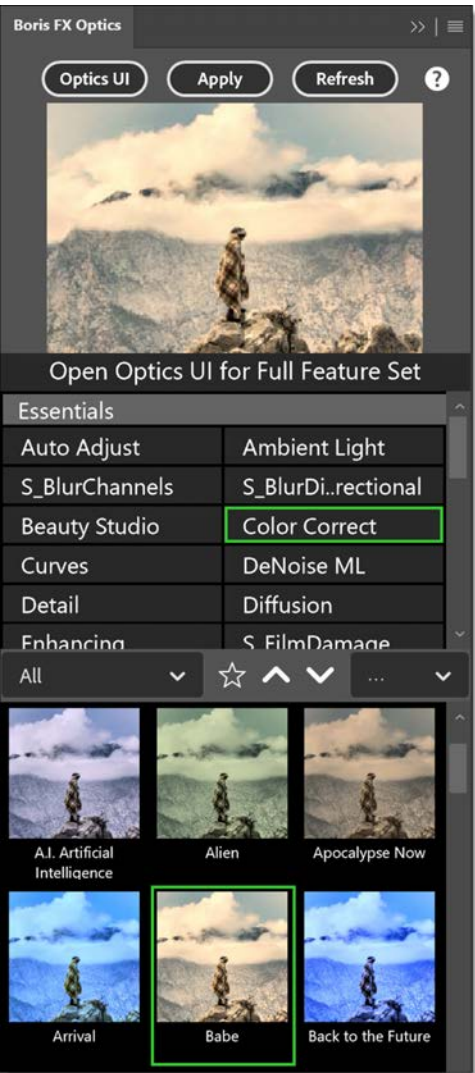 Boris FX Optics
Optics UI
Apply
Refresh
?
Open Optics UI for Full Feature Set
Essentials
Auto Adjust
Ambient Light
S_BlurChannels
S_BlurDi..rectional
Beauty Studio
Color Correct
Curves
DeNoise ML
Detail
Diffusion
Enhancing
S_FilmDamage
All
...
A.I. Artificial
Intelligence
Alien
Apocalypse Now
Arrival
Babe
Back to the Future